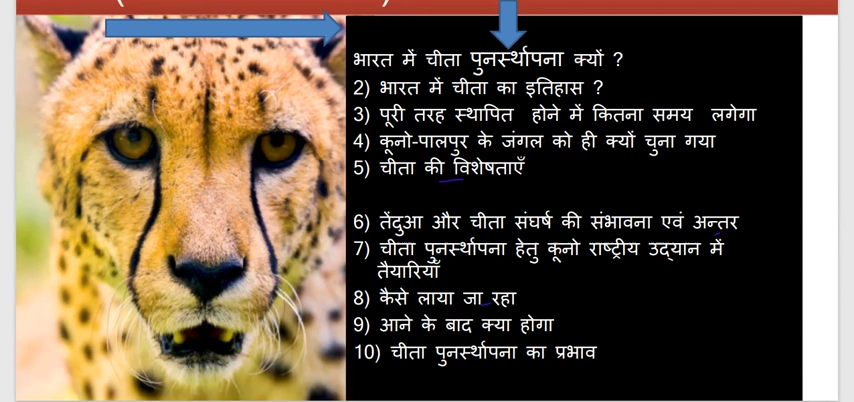 भारत में चीता पुनर्स्थापना क्यों ?
2) भारत में चीता का इतिहास ?
3) पूरी तरह स्थापित होने में कितना समय लगेगा
4) कूनो-पालपुर के जंगल को ही क्यों चुना गया
5) चीता की विशेषताएँ
6) तेंदुआ और चीता संघर्ष की संभावना एवं अन्तर
7) चीता पुनर्स्थापना हेतु कूनो राष्ट्रीय उद्यान में
तैयारियाँ
8) कैसे लाया जा रहा
9) आने के बाद क्या होगा
10) चीता पुनर्स्थापना का प्रभाव